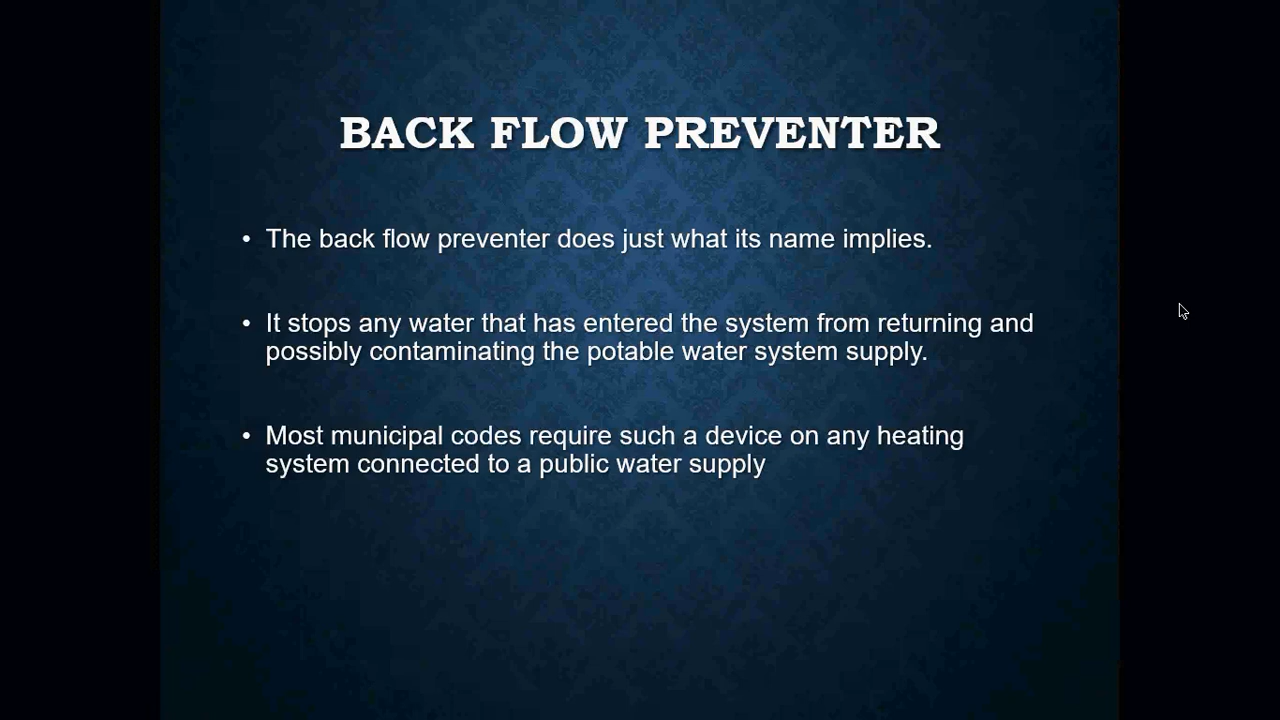 BACK FLOW PREVENTER
• The back flow preventer does just what its name implies.
• It stops any water that has entered the system from returning and
possibly contaminating the potable water system supply.
• Most municipal codes require such a device on any heating
system connected to a public water supply